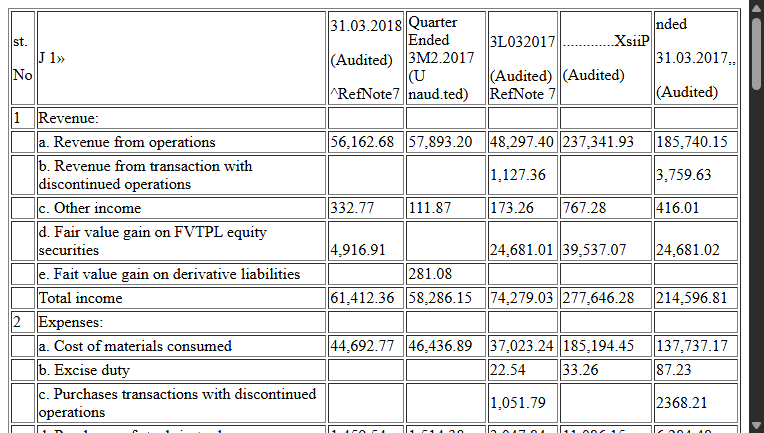 st. No J 1» 31.03.2018 (Audited) ^RefNote7 Quarter Ended 3M2.2017 (U naud.ted) 3L032017 (Audited) RefNote 7 ..............XsiiP (Audited) nded 31.03.2017,,, (Audited)
1 Revenue:
a. Revenue from operations 56,162.68 57,893.20 48,297.40 237,341.93 185,740.15
b. Revenue from transaction with discontinued operations 1,127.36 3,759.63
c. Other income 332.77 111.87 173.26 767.28 416.01
d. Fair value gain on FVTPL equity securities 4,916.91 24,681.01 39,537.07 24,681.02
e. Fait value gain on derivative liabilities 281.08
Total income 61,412.36 58,286.15 74,279.03 277,646.28 214,596.81
2 Expenses:
a. Cost of materials consumed 44,692.77 46,436.89 37,023.24 185,194.45 137,737.17
b. Excise duty 22.54 33.26 87.23
c. Purchases transactions with discontinued operations 1,051.79 2368.21